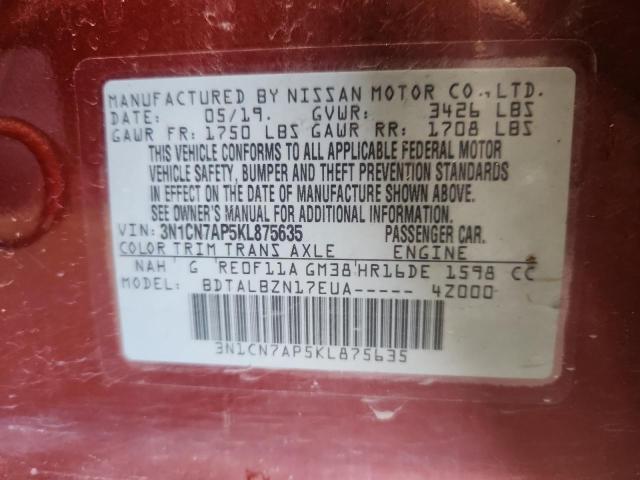 MANUFACTURED BY NISSAN MOTOR CO.,LTD.
DATE: 05/19. GVWR: 3426 LBS
GAWR FR: 1750 LBS GAWR RR: 1708 LBS
THIS VEHICLE CONFORMS TO ALL APPLICABLE FEDERAL MOTOR
VEHICLE SAFETY, BUMPER AND THEFT PREVENTION STANDARDS
IN EFFECT ON THE DATE OF MANUFACTURE SHOWN ABOVE.
SEE OWNER'S MANUAL FOR ADDITIONAL INFORMATION.
VIN: 3N1CN7AP5KL875635 PASSENGER CAR.
COLOR TRIM TRANS AXLE ENGINE
NAH G RE0F11A GM38 HR16DE 1598 CC
MODEL: BDTALBZN17EUA----- 42000
3N1CN7AP5KL875635